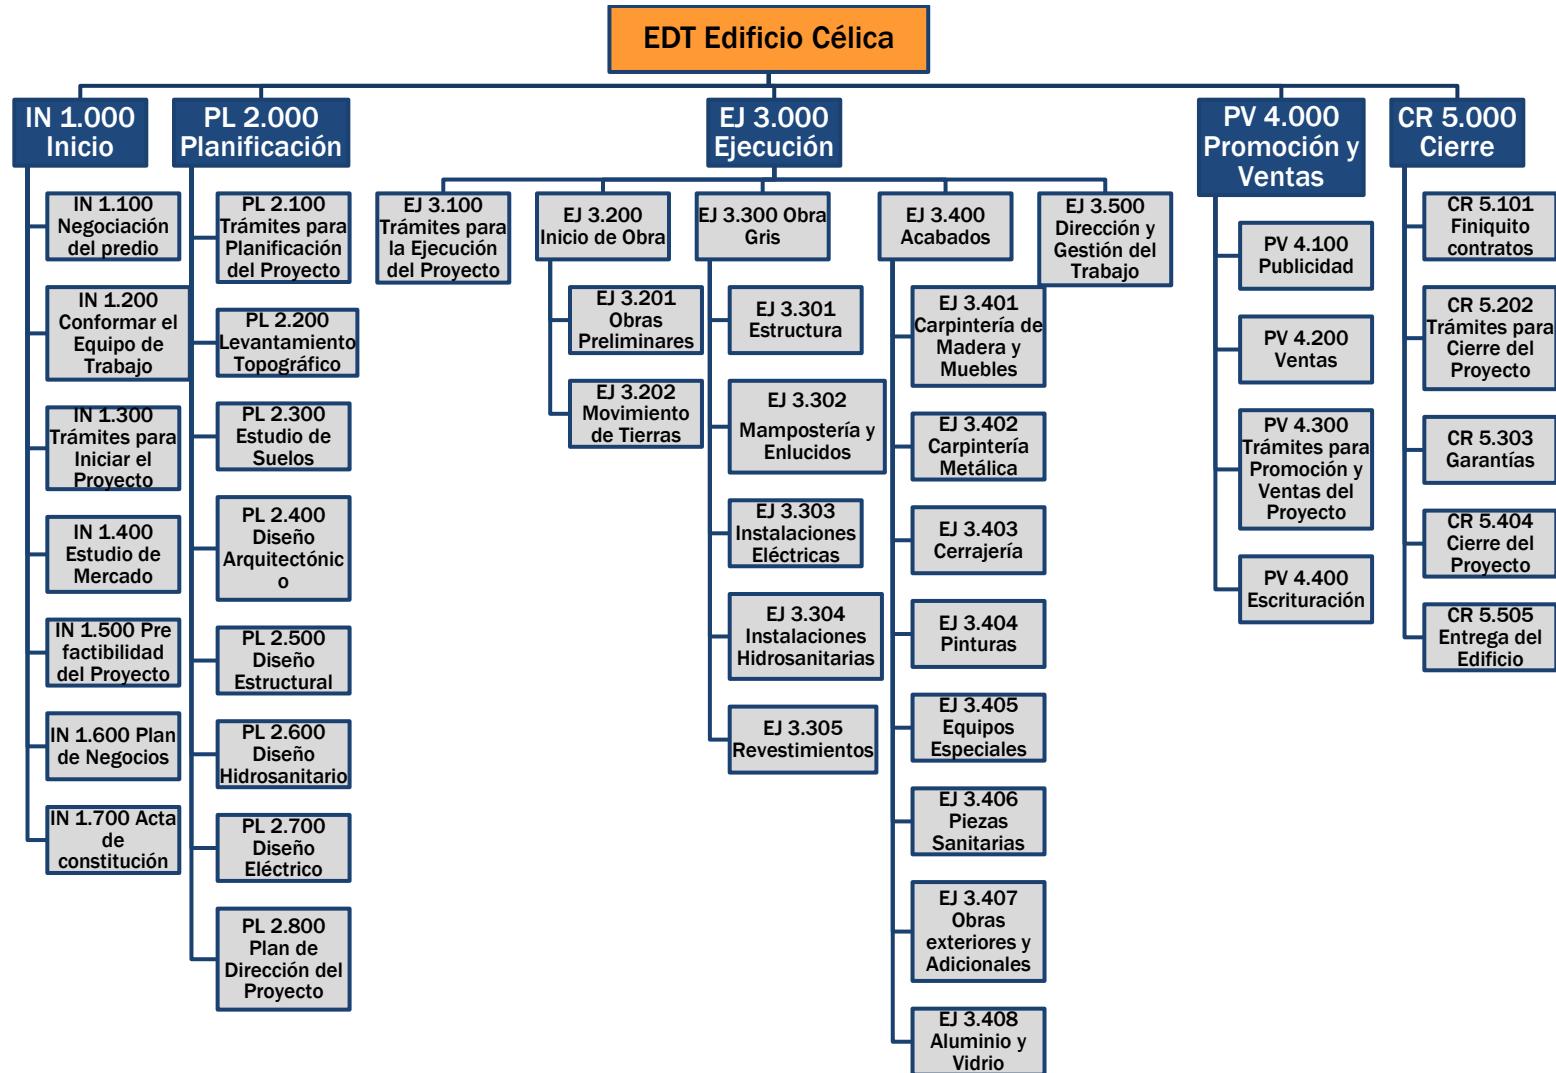 EDT Edificio Célica
IN 1.000
Inicio
IN 1.100
Negociación
del predio
IN 1.200
Conformar el
Equipo de
Trabajo
IN 1.300
Trámites para
Iniciar el
Proyecto
IN 1.400
Estudio de
Mercado
IN 1.500 Pre
factibilidad
del Proyecto
IN 1.600 Plan
de Negocios
IN 1.700 Acta
de
constitución
PL 2.000
Planificación
PL 2.100
Trámites para
Planificación
del Proyecto
PL 2.200
Levantamiento
Topográfico
PL 2.300
Estudio de
Suelos
PL 2.400
Diseño
Arquitectónic
o
PL 2.500
Diseño
Estructural
PL 2.600
Diseño
Hidrosanitario
PL 2.700
Diseño
Eléctrico
PL 2.800
Plan de
Dirección del
Proyecto
EJ 3.000
Ejecución
EJ 3.100
Trámites para
la Ejecución
del Proyecto
EJ 3.200
Inicio de Obra
EJ 3.201
Obras
Preliminares
EJ 3.202
Movimiento
de Tierras
EJ 3.300 Obra
Gris
EJ 3.301
Estructura
EJ 3.302
Mampostería y
Enlucidos
EJ 3.303
Instalaciones
Eléctricas
EJ 3.304
Instalaciones
Hidrosanitarias
EJ 3.305
Revestimientos
EJ 3.400
Acabados
EJ 3.401
Carpintería de
Madera y
Muebles
EJ 3.402
Carpintería
Metálica
EJ 3.403
Cerrajería
EJ 3.404
Pinturas
EJ 3.405
Equipos
Especiales
EJ 3.406
Piezas
Sanitarias
EJ 3.407
Obras
exteriores y
Adicionales
EJ 3.408
Aluminio y
Vidrio
EJ 3.500
Dirección y
Gestión del
Trabajo
PV 4.000
Promoción y
Ventas
PV 4.100
Publicidad
PV 4.200
Ventas
PV 4.300
Trámites para
Promoción y
Ventas del
Proyecto
PV 4.400
Escrituración
CR 5.000
Cierre
CR 5.101
Finiquito
contratos
CR 5.202
Trámites para
Cierre del
Proyecto
CR 5.303
Garantías
CR 5.404
Cierre del
Proyecto
CR 5.505
Entrega del
Edificio